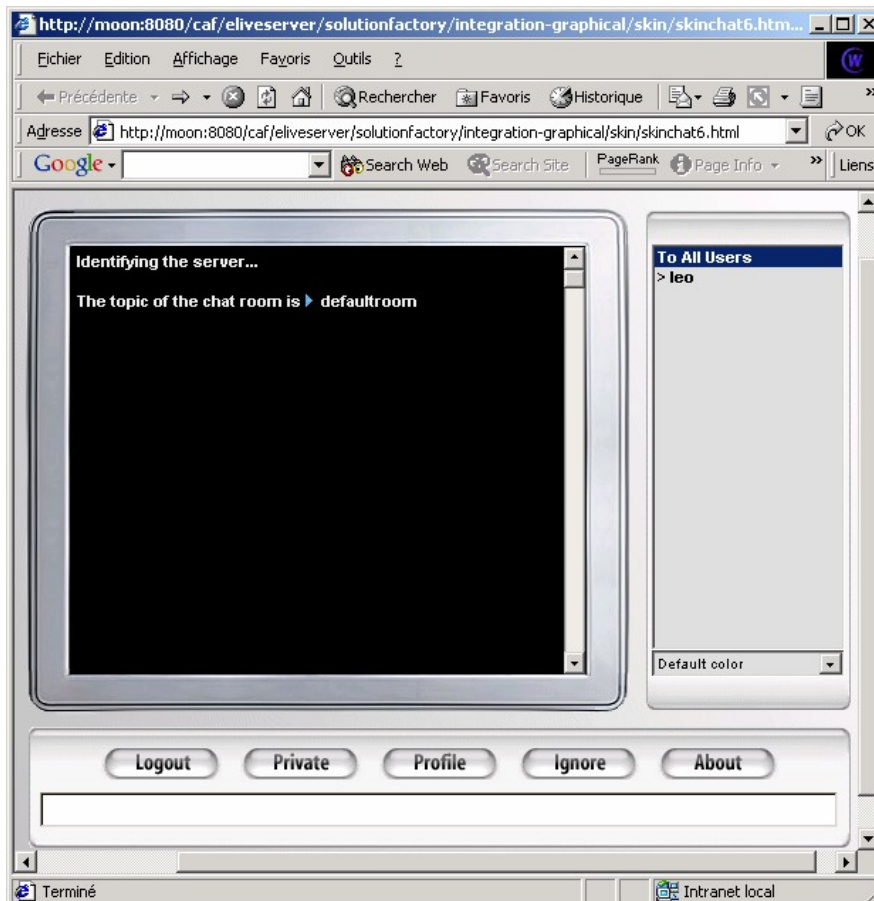 http://moon:8080/caf/eliveserver/solutionfactory/integration-graphical/skin/skinchat6.htm...
Fichier Edition Affichage Favoris Outils ?
Précédente Rechercher Favoris Historique »
Adresse http://moon:8080/caf/eliveserver/solutionfactory/integration-graphical/skin/skinchat6.html OK
Google Search Web Search Site PageRank Page Info » Liens
Identifying the server...
To All Users
> leo
The topic of the chat room is defaultroom
Default color
Logout Private Profile Ignore About
Terminé Intranet local